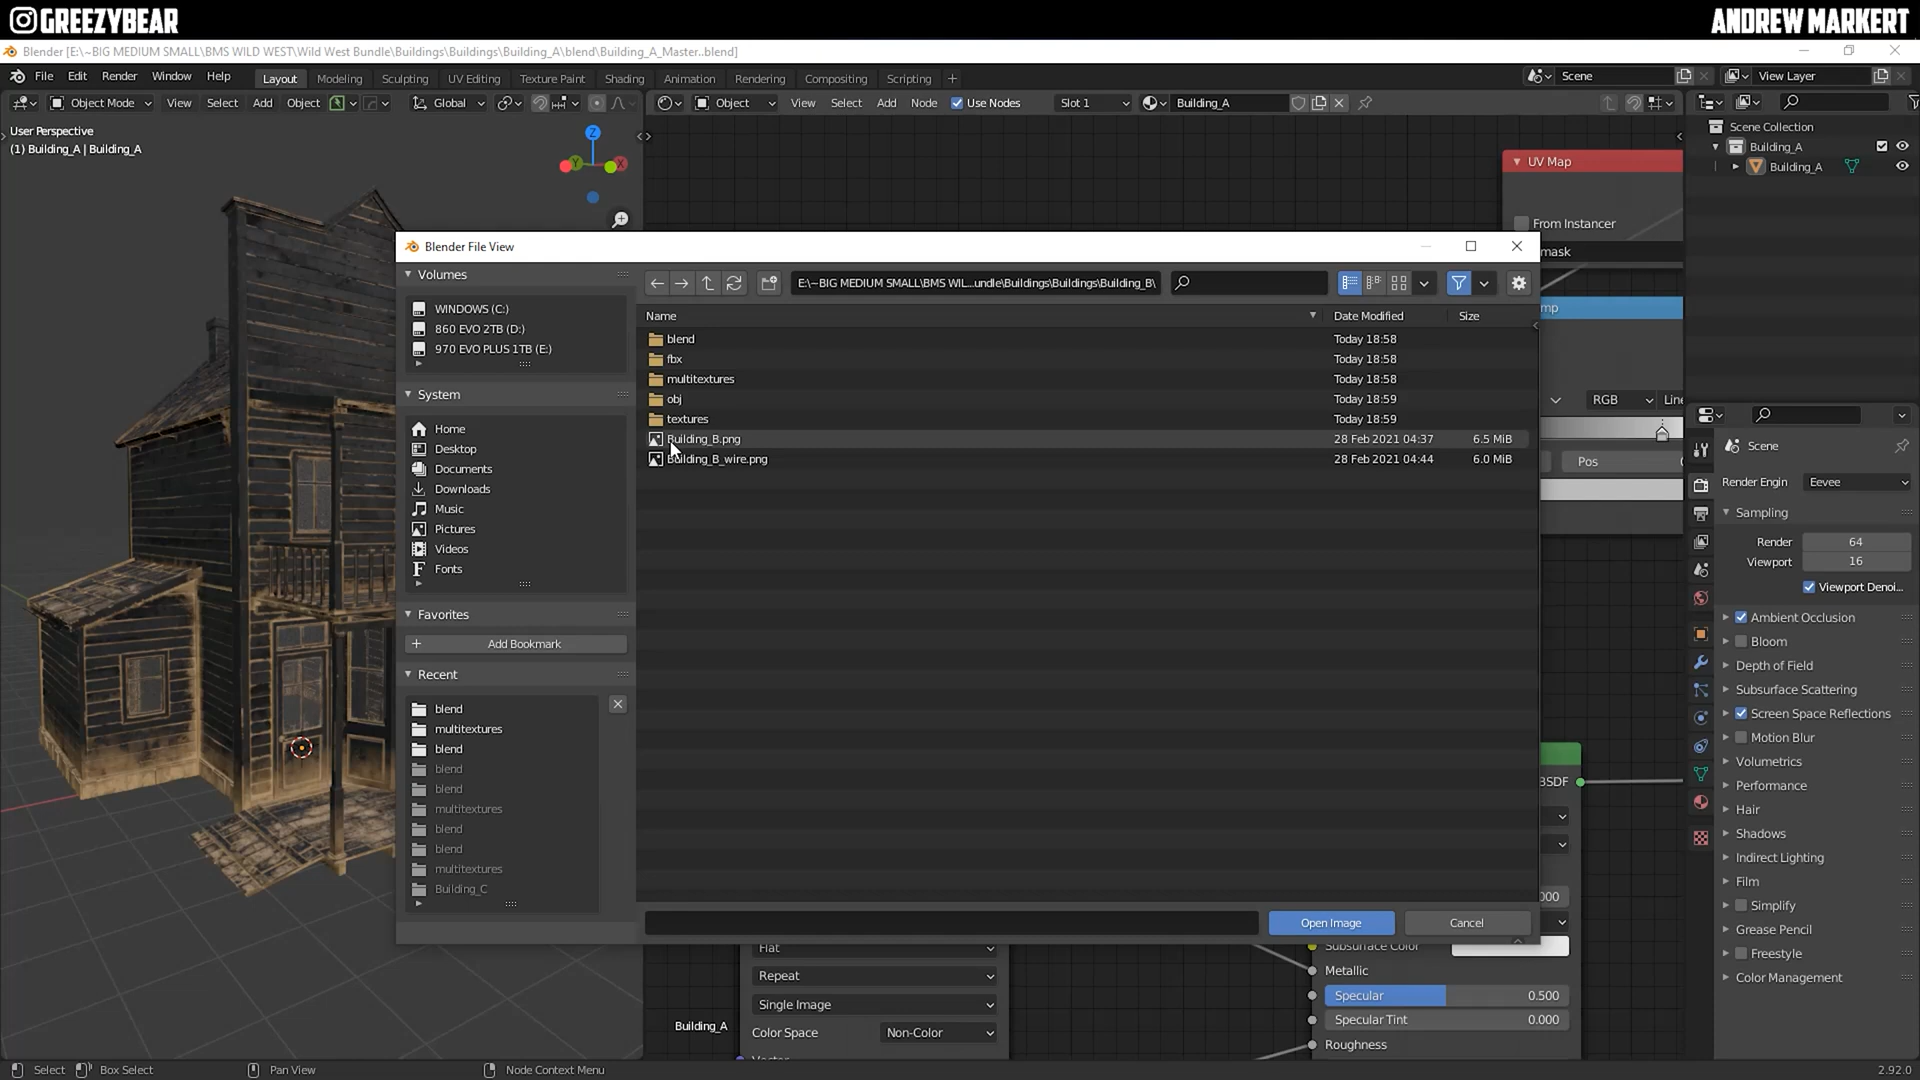 GREEZYBEAR
ANDREW MARKERT
Blender [E:\~BIG MEDIUM SMALL\BMS WILD WEST\Wild West Bundle\Buildings\Buildings\Building_A\blend\Building_A_Master..blend]
File Edit Render Window Help Layout Modeling Sculpting UV Editing Texture Paint Shading Animation Rendering Compositing Scripting + Scene View Layer
Object Mode View Select Add Object Global Object View Select Add Node Use Nodes Slot 1 Building_A
User Perspective
(1) Building_A | Building_A
Z
Y
X
Scene Collection
Building_A
Building_A
UV Map
From Instancer
mask
mp
RGB Line
Pos
Blender File View
Volumes
WINDOWS (C:)
860 EVO 2TB (D:)
970 EVO PLUS 1TB (E:)
System
Home
Desktop
Documents
Downloads
Music
Pictures
Videos
Fonts
Favorites
Add Bookmark
Recent
blend
multitextures
blend
blend
blend
multitextures
blend
blend
multitextures
Building_C
E:\~BIG MEDIUM SMALL\BMS WIL...undle\Buildings\Buildings\Building_B\
Name Date Modified Size
blend Today 18:58
fbx Today 18:58
multitextures Today 18:58
obj Today 18:59
textures Today 18:59
Building_B.png 28 Feb 2021 04:37 6.5 MiB
Building_B_wire.png 28 Feb 2021 04:44 6.0 MiB
Open Image Cancel
BSDF
000
Flat
Repeat
Single Image
Color Space Non-Color
Vector
Building_A
Subsurface Color
Metallic
Specular 0.500
Specular Tint 0.000
Roughness
Scene
Render Engin Eevee
Sampling
Render 64
Viewport 16
Viewport Denoi...
Ambient Occlusion
Bloom
Depth of Field
Subsurface Scattering
Screen Space Reflections
Motion Blur
Volumetrics
Performance
Hair
Shadows
Indirect Lighting
Film
Simplify
Grease Pencil
Freestyle
Color Management
Select Box Select Pan View Node Context Menu 2.92.0